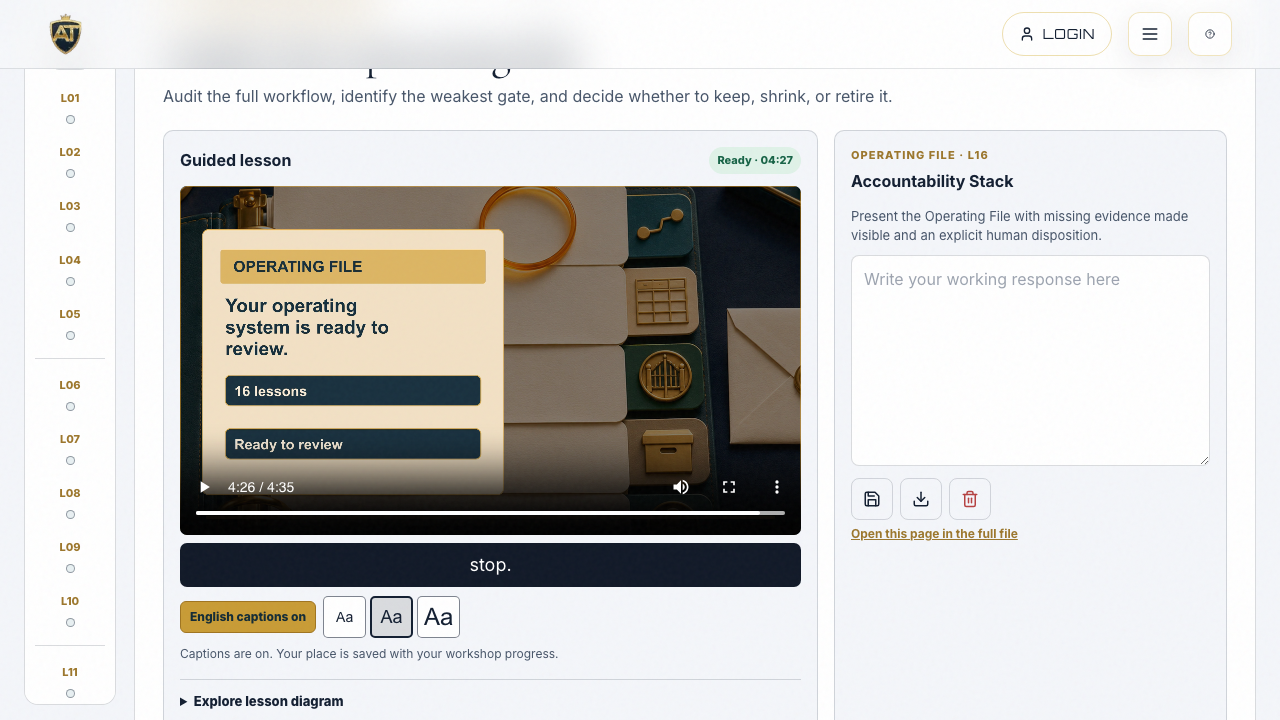 AT
LOGIN
L01
L02
L03
L04
L05
L06
L07
L08
L09
L10
L11
Audit the full workflow, identify the weakest gate, and decide whether to keep, shrink, or retire it.
Guided lesson
Ready · 04:27
OPERATING FILE
Your operating
system is ready to
review.
16 lessons
Ready to review
4:26 / 4:35
stop.
English captions on
Aa
Aa
Aa
Captions are on. Your place is saved with your workshop progress.
Explore lesson diagram
OPERATING FILE · L16
Accountability Stack
Present the Operating File with missing evidence made
visible and an explicit human disposition.
Write your working response here
Open this page in the full file